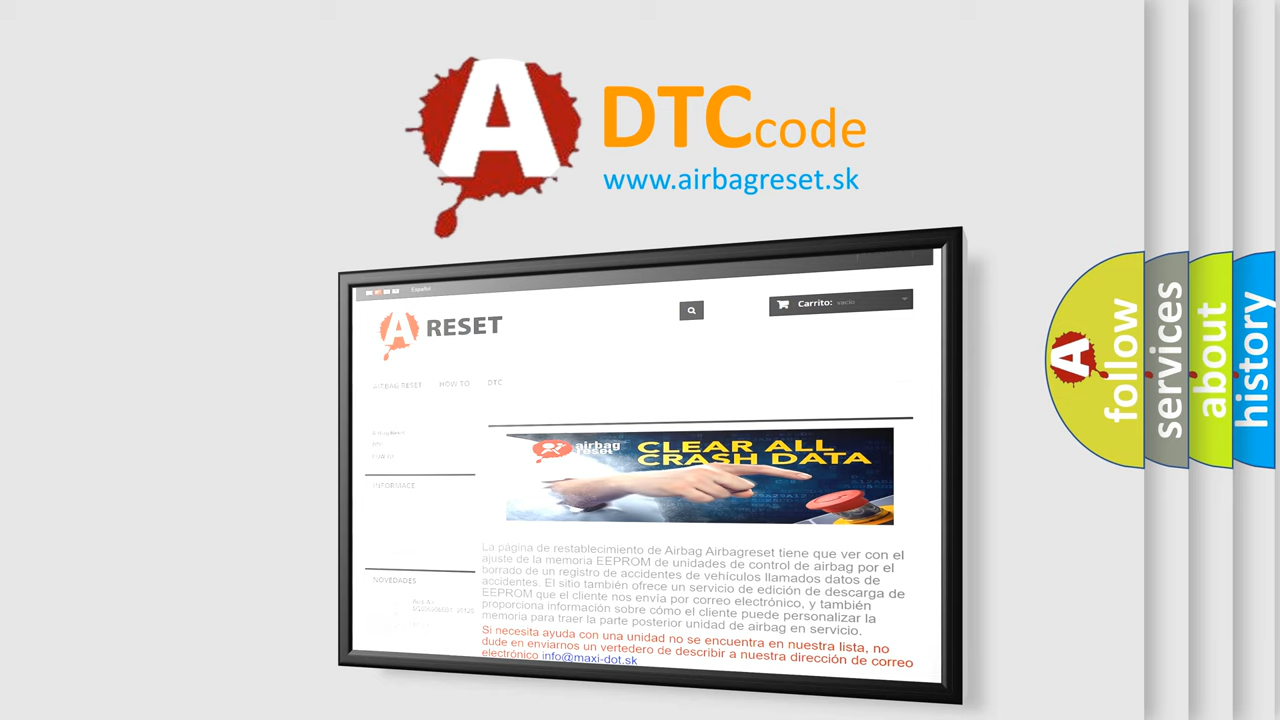 A
DTCcode
www.airbagreset.sk
Español
Carrito: vacío
A RESET
AIRBAG RESET HOW TO DTC
airbag
reset
CLEAR ALL
CRASH DATA
INFORMACE
La página de restablecimiento de Airbag Airbagreset tiene que ver con el
ajuste de la memoria EEPROM de unidades de control de airbag por el
borrado de un registro de accidentes de vehículos llamados datos de
accidentes. El sitio también ofrece un servicio de edición de descarga de
EEPROM que el cliente nos envía por correo electrónico, y también
proporciona información sobre cómo el cliente puede personalizar la
memoria para traer la parte posterior unidad de airbag en servicio.
Si necesita ayuda con una unidad no se encuentra en nuestra lista, no
dude en enviarnos un vertedero de describir a nuestra dirección de correo
electrónico info@maxi-dot.sk
NOVEDADES
A
follow
services
about
history